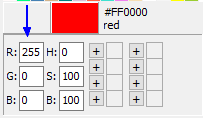 #FF0000
red
R: 255 H: 0 + +
G: 0 S: 100 + +
B: 0 B: 100 + +